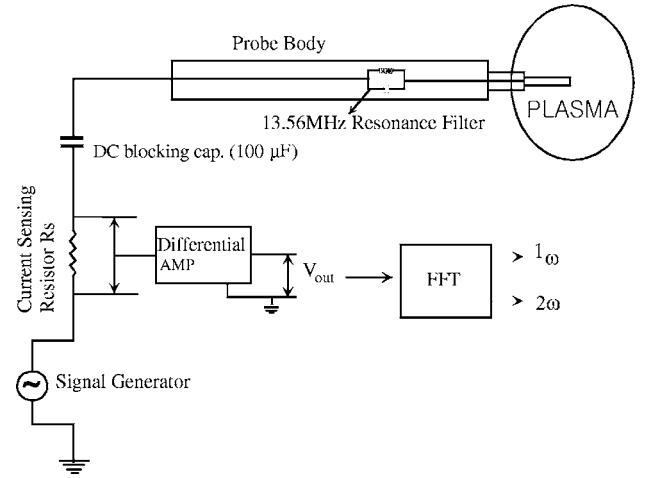 Probe Body
PLASMA
13.56MHz Resonance Filter
DC blocking cap. (100 μF)
Current Sensing
Resistor Rs
Differential
AMP
Vout
FFT
1ω
2ω
Signal Generator